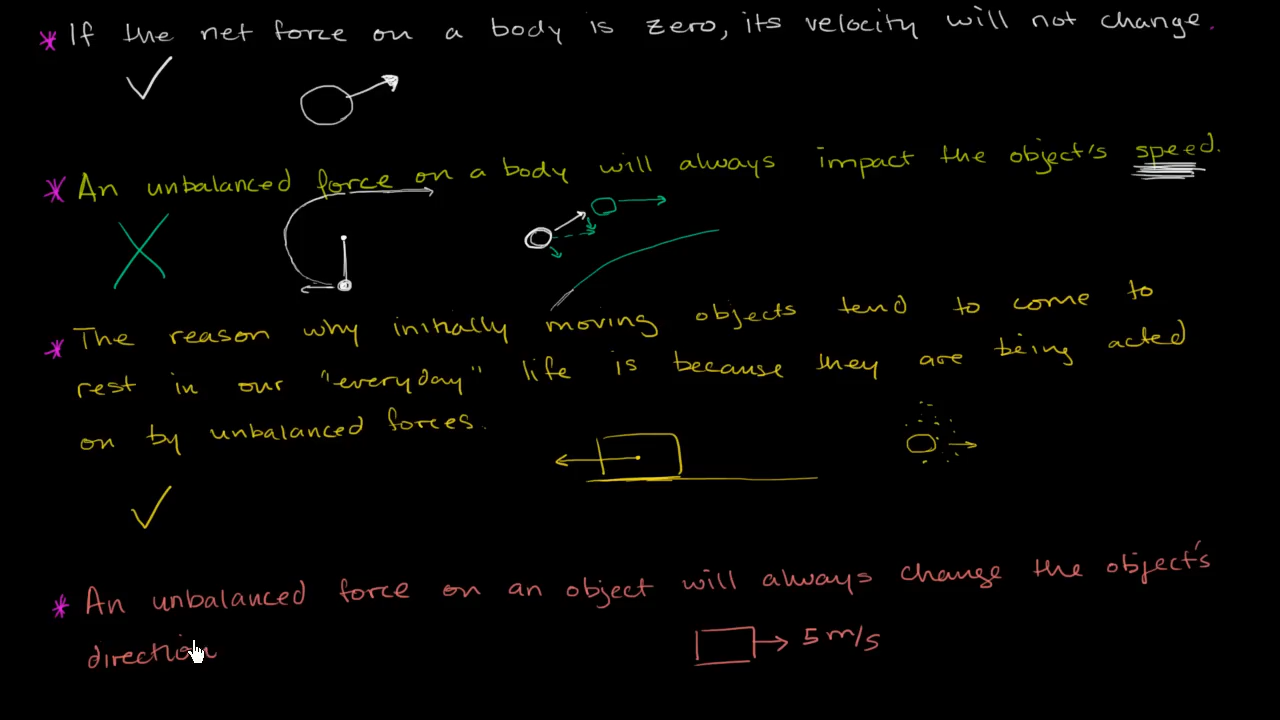 * If the net force on a body is zero, its velocity will not change.
* An unbalanced force on a body will always impact the object's speed.
* The reason why initially moving objects tend to come to
rest in our "everyday" life is because they are being acted
on by unbalanced forces.
* An unbalanced force on an object will always change the object's
direction
5 m/s